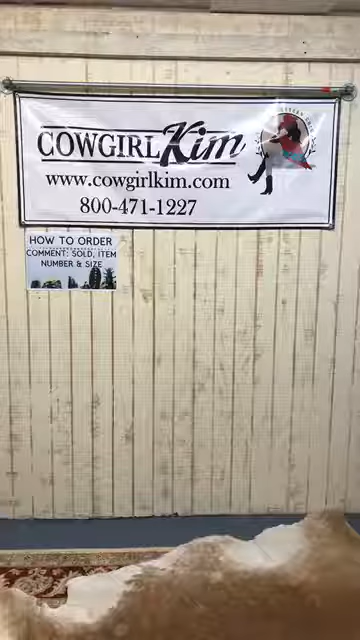 COWGIRL Kim
www.cowgirlkim.com
800-471-1227
HOW TO ORDER
COMMENT: SOLD, ITEM
NUMBER & SIZE